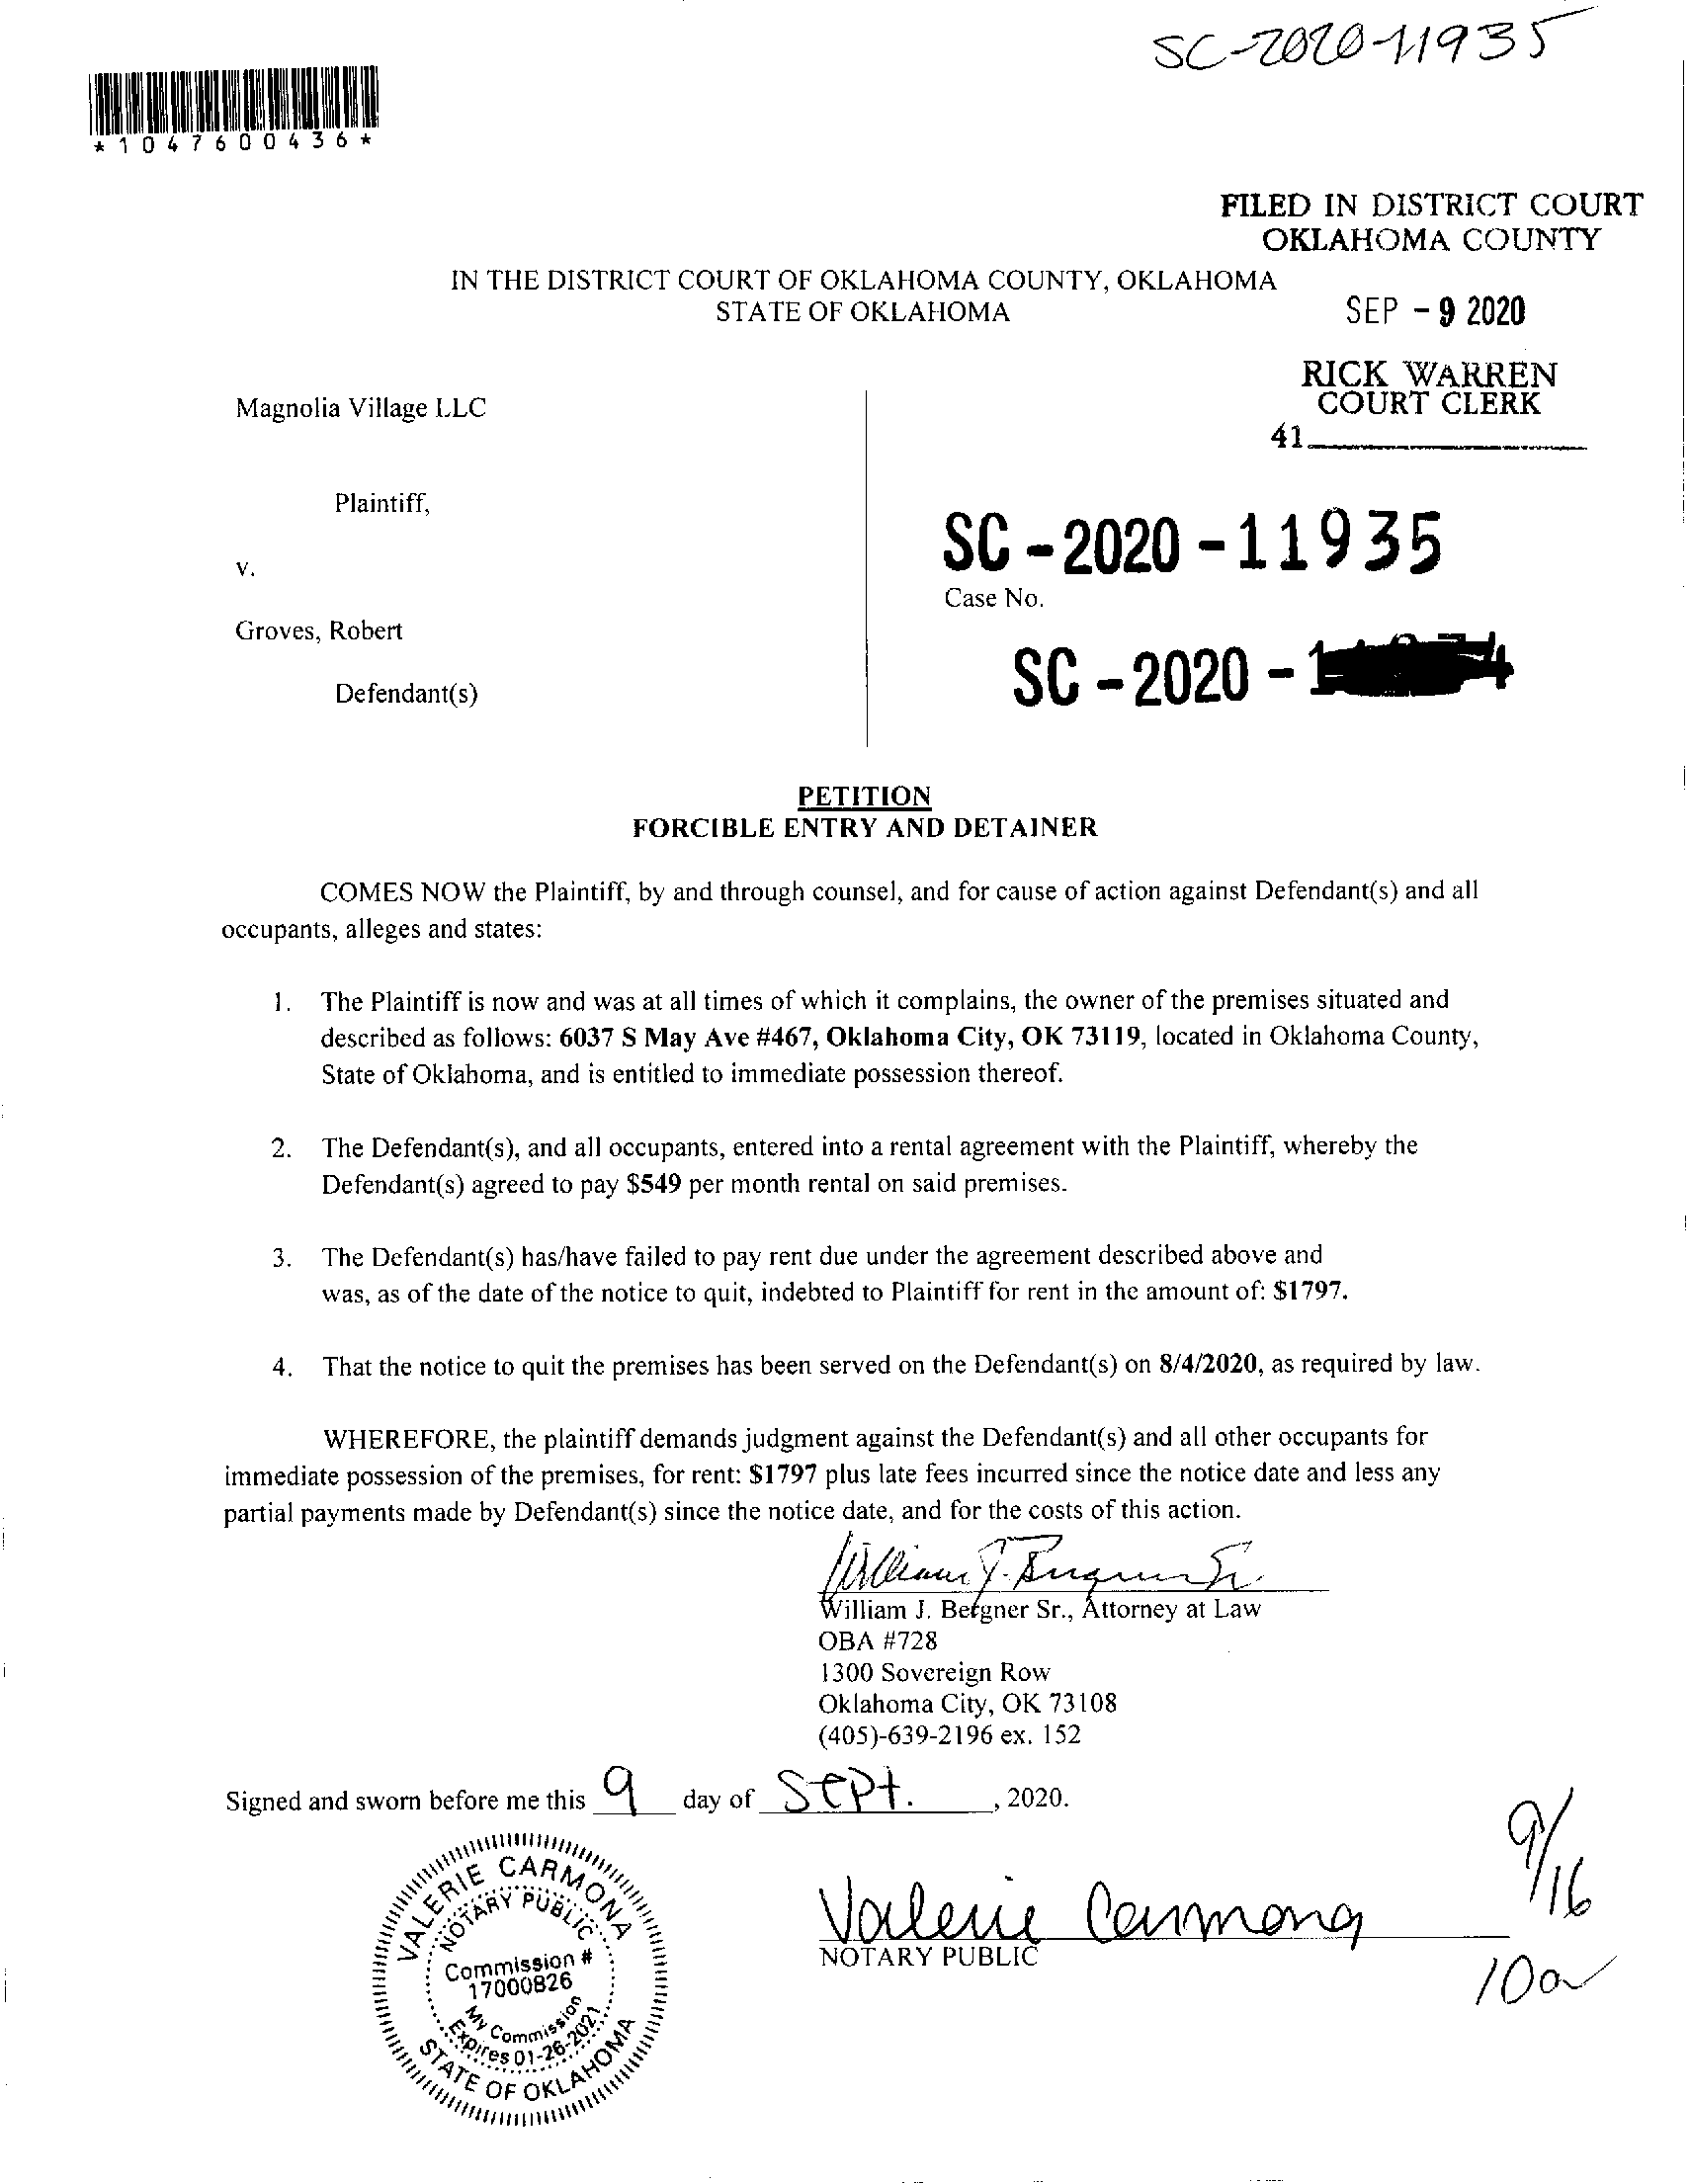 SC-2020-11935
*1047600436*
FILED IN DISTRICT COURT
OKLAHOMA COUNTY
IN THE DISTRICT COURT OF OKLAHOMA COUNTY, OKLAHOMA
STATE OF OKLAHOMA
SEP - 9 2020
RICK WARREN
COURT CLERK
41
Magnolia Village LLC
Plaintiff,
SC - 2020 - 11935
v.
Case No.
Groves, Robert
SC - 2020 - 1
Defendant(s)
PETITION
FORCIBLE ENTRY AND DETAINER
COMES NOW the Plaintiff, by and through counsel, and for cause of action against Defendant(s) and all
occupants, alleges and states:
1. The Plaintiff is now and was at all times of which it complains, the owner of the premises situated and
described as follows: 6037 S May Ave #467, Oklahoma City, OK 73119, located in Oklahoma County,
State of Oklahoma, and is entitled to immediate possession thereof.
2. The Defendant(s), and all occupants, entered into a rental agreement with the Plaintiff, whereby the
Defendant(s) agreed to pay $549 per month rental on said premises.
3. The Defendant(s) has/have failed to pay rent due under the agreement described above and
was, as of the date of the notice to quit, indebted to Plaintiff for rent in the amount of: $1797.
4. That the notice to quit the premises has been served on the Defendant(s) on 8/4/2020, as required by law.
WHEREFORE, the plaintiff demands judgment against the Defendant(s) and all other occupants for
immediate possession of the premises, for rent: $1797 plus late fees incurred since the notice date and less any
partial payments made by Defendant(s) since the notice date, and for the costs of this action.
William J. Bergner Sr.
William J. Bergner Sr., Attorney at Law
OBA #728
1300 Sovereign Row
Oklahoma City, OK 73108
(405)-639-2196 ex. 152
Signed and sworn before me this 9 day of Sept. , 2020.
VALERIE CARMONA
NOTARY PUBLIC
Commission #
17000826
My Commission
Expires 01-26-2021
STATE OF OKLAHOMA
Valerie Carmona
NOTARY PUBLIC
9/16
10a